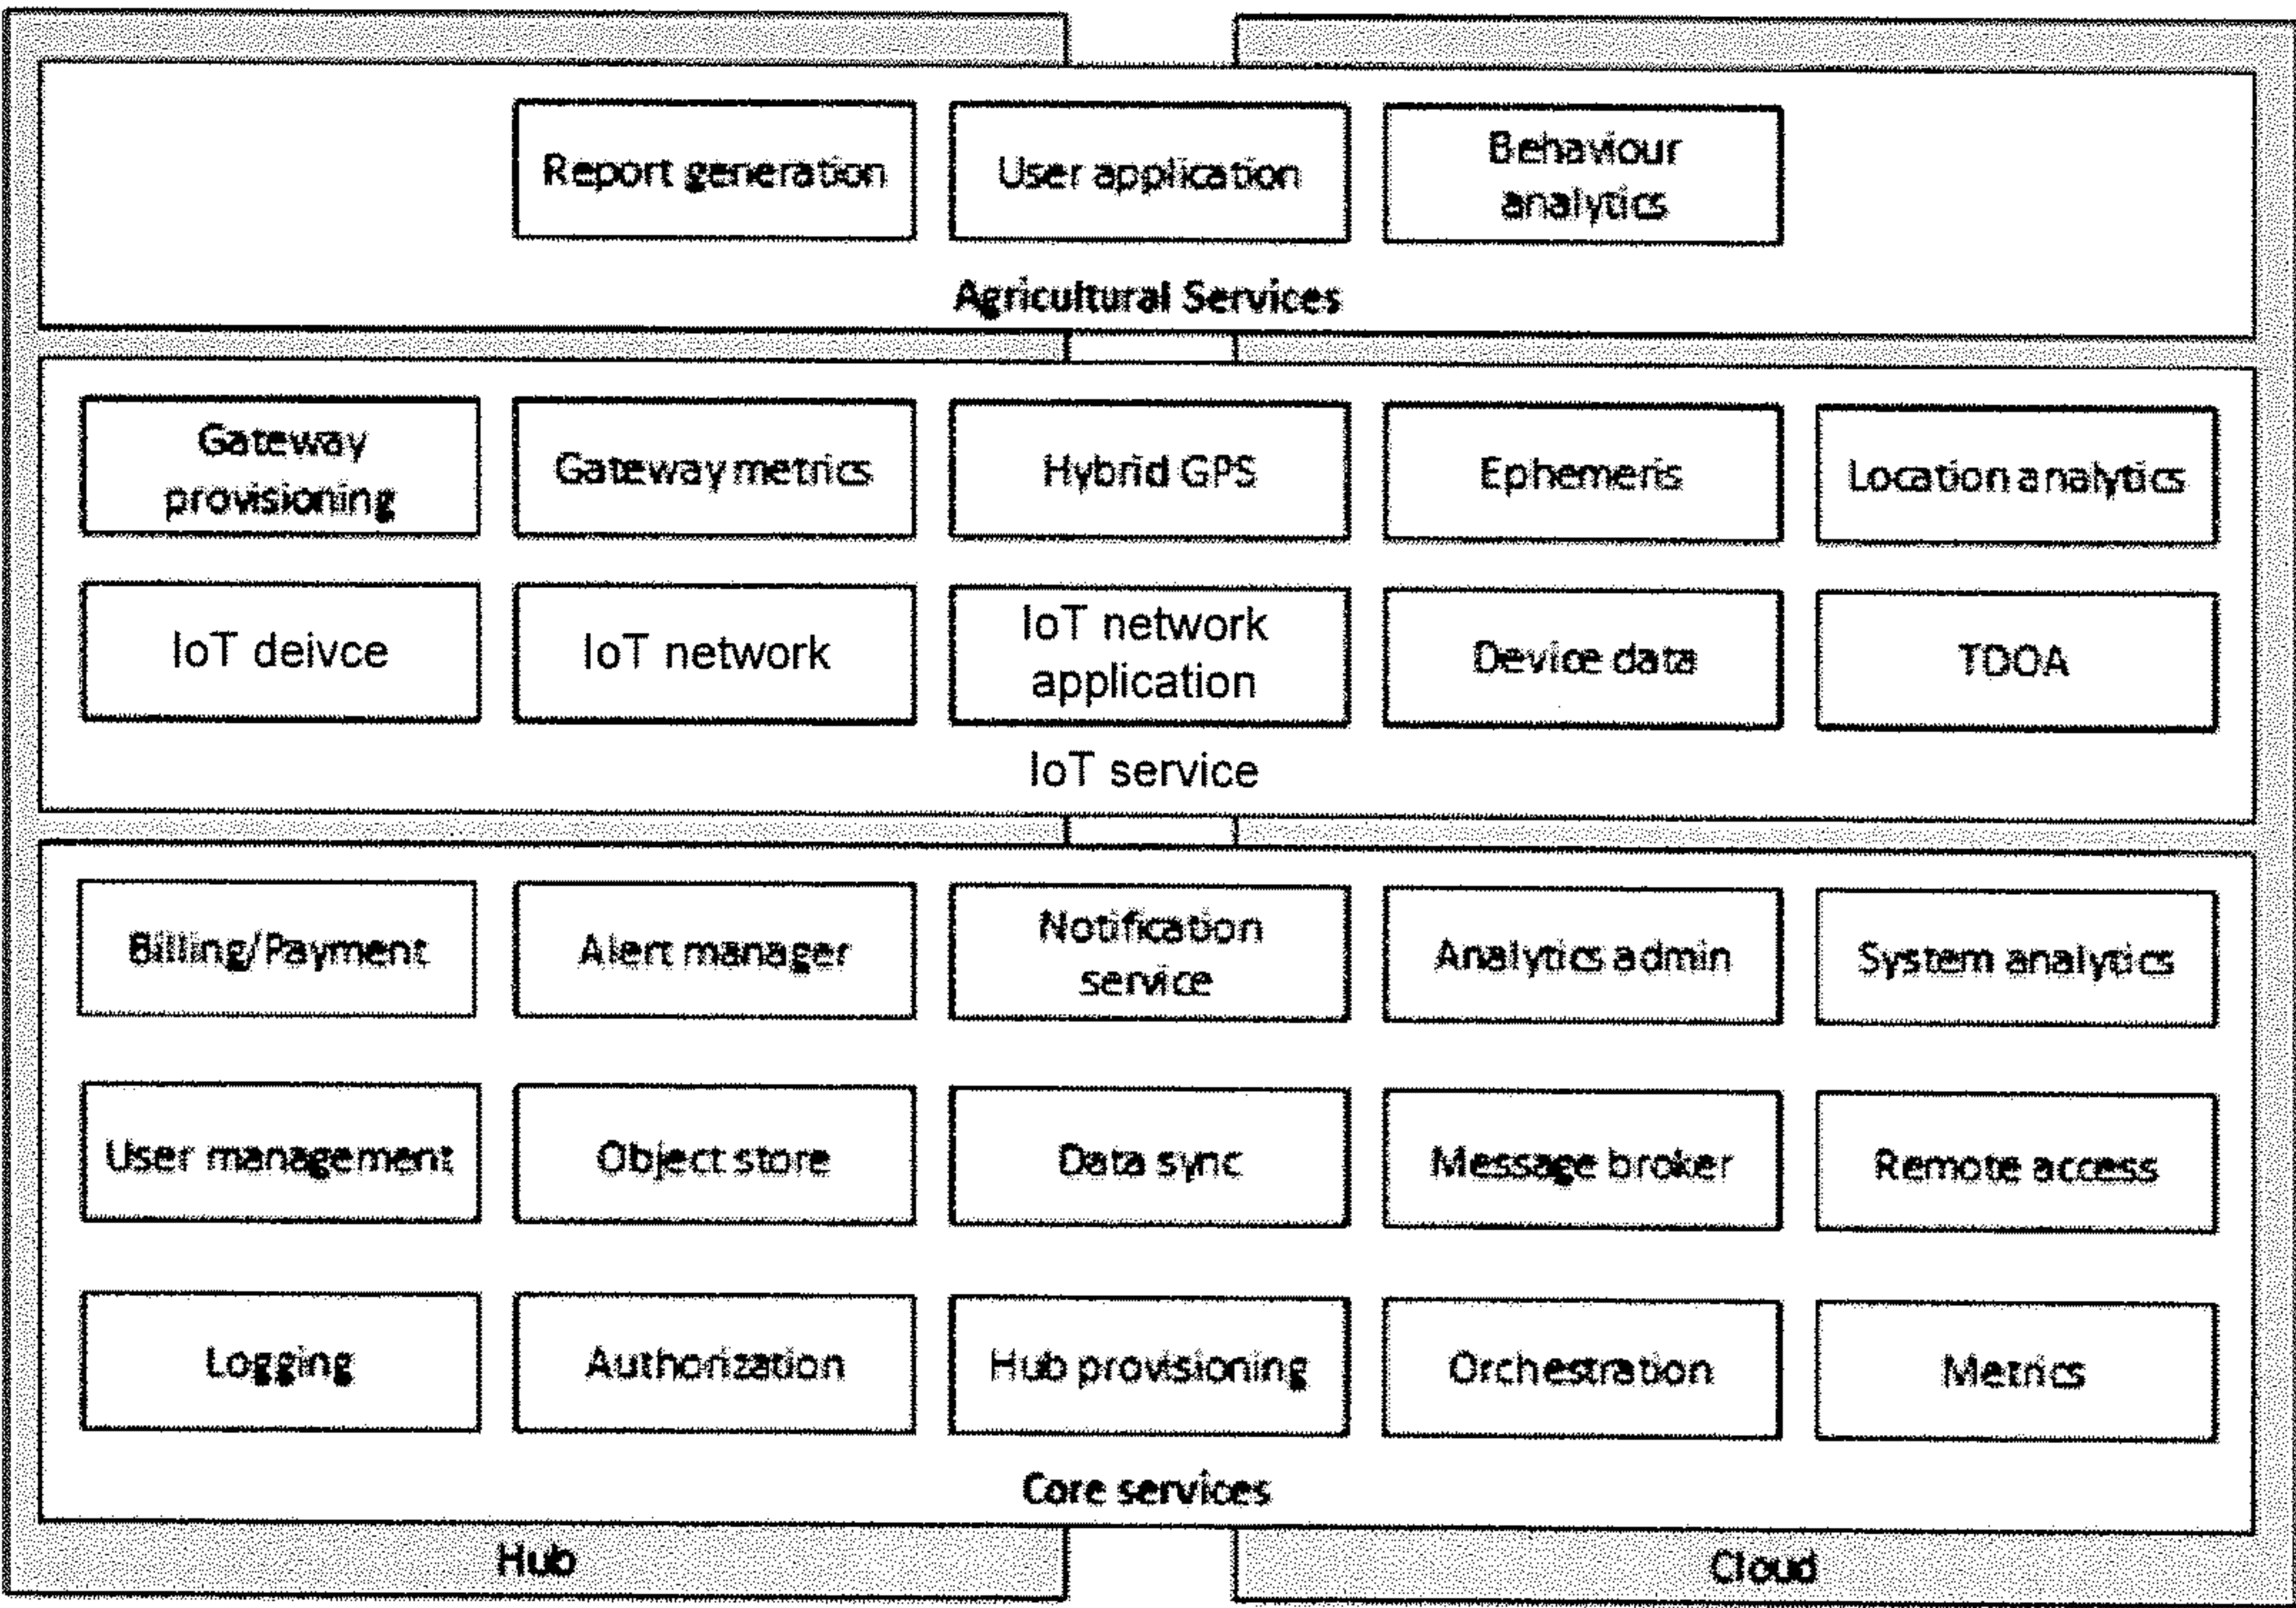 Report generation
User application
Behaviour
analytics
Agricultural Services
Gateway
provisioning
Gateway metrics
Hybrid GPS
Ephemeris
Location analytics
IoT deivce
IoT network
IoT network
application
Device data
TDOA
IoT service
Billing/Payment
Alert manager
Notification
service
Analytics admin
System analytics
User management
Object store
Data sync
Message broker
Remote access
Logging
Authorization
Hub provisioning
Orchestration
Metrics
Core services
Hub
Cloud